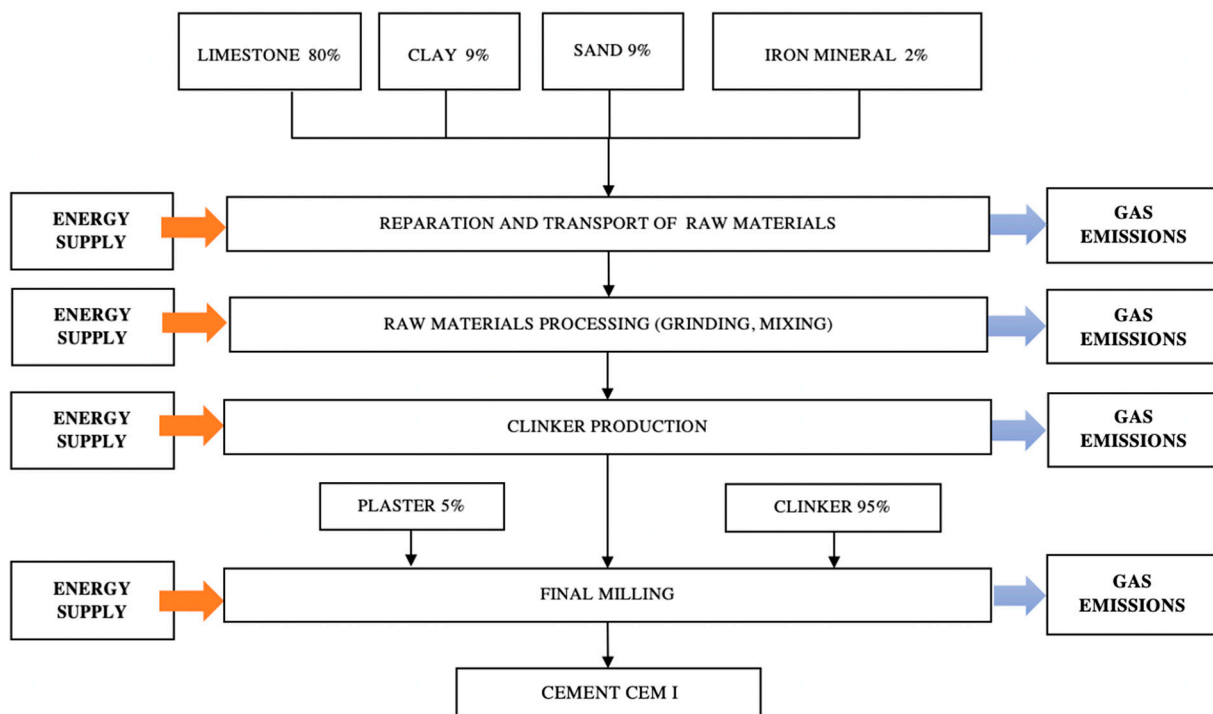 LIMESTONE 80%
CLAY 9%
SAND 9%
IRON MINERAL 2%
ENERGY
SUPPLY
REPARATION AND TRANSPORT OF RAW MATERIALS
GAS
EMISSIONS
ENERGY
SUPPLY
RAW MATERIALS PROCESSING (GRINDING, MIXING)
GAS
EMISSIONS
ENERGY
SUPPLY
CLINKER PRODUCTION
GAS
EMISSIONS
PLASTER 5%
CLINKER 95%
ENERGY
SUPPLY
FINAL MILLING
GAS
EMISSIONS
CEMENT CEM I